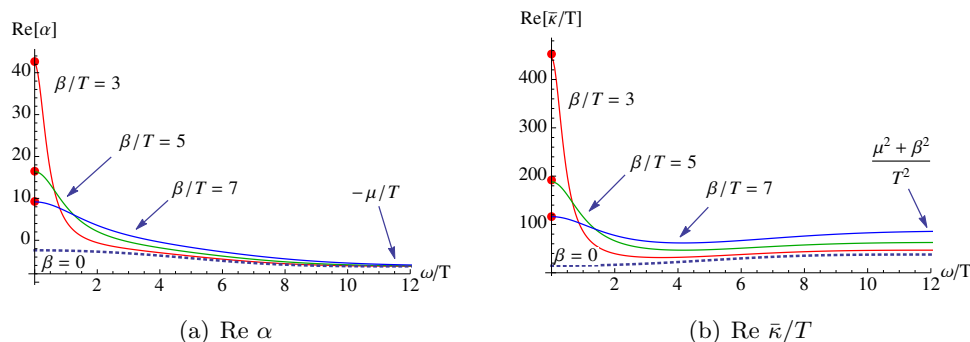 Re[α]
40
30
20
10
0
β/T = 3
β/T = 5
β/T = 7
−μ/T
β = 0
2 4 6 8 10 12
ω/T
(a) Re α
Re[κ̄/T]
400
300
200
100
β/T = 3
β/T = 5
β/T = 7
μ² + β²
T²
β = 0
2 4 6 8 10 12
ω/T
(b) Re κ̄/T